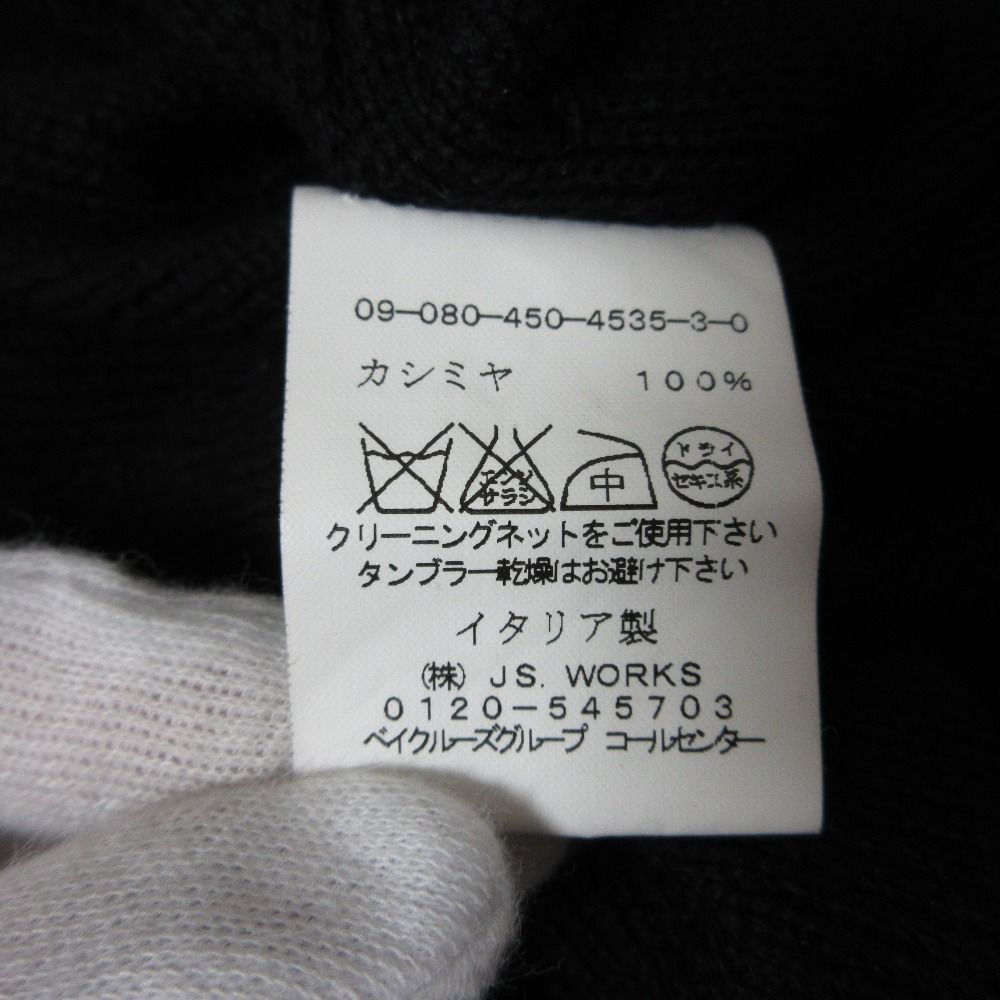 09-080-450-4535-3-0
カシミヤ 100%
エンソ サラシ 中 ドライ セキユ系
クリーニングネットをご使用下さい
タンブラー乾燥はお避け下さい
イタリア製
(株) JS. WORKS
0120-545703
ベイクルーズグループ コールセンター